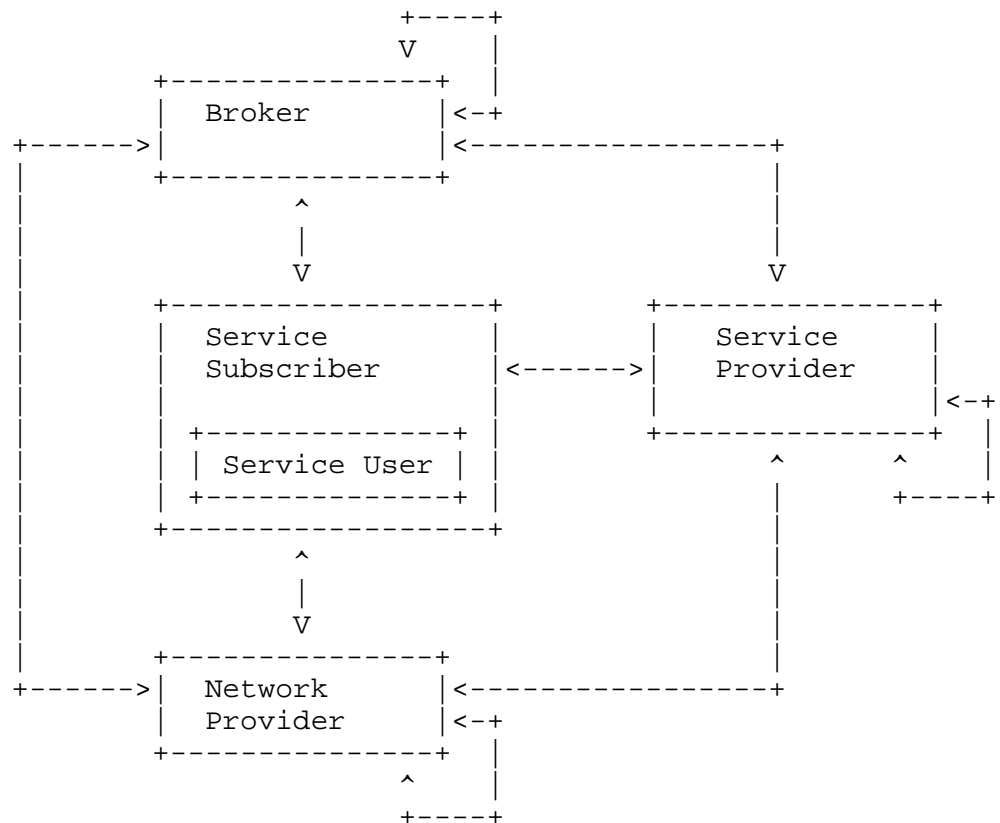 Broker
Service
Subscriber
Service
Provider
Service User
Network
Provider